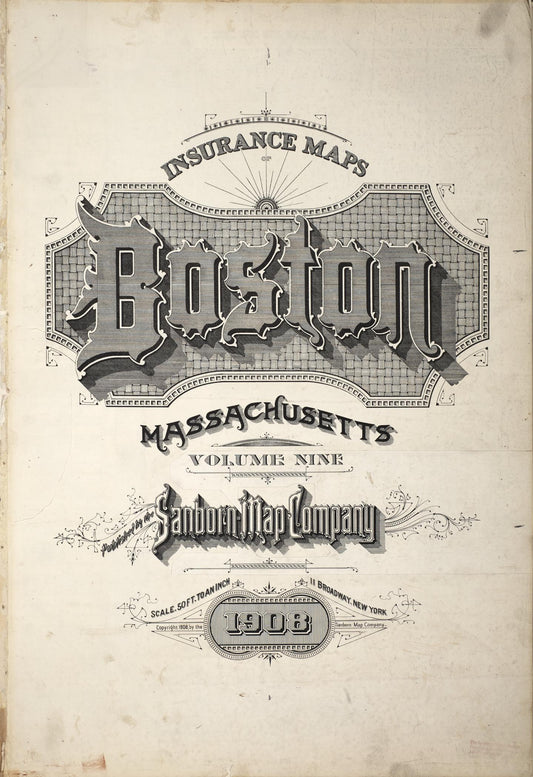 INSURANCE MAPS
OF
Boston
MASSACHUSETTS
VOLUME NINE
Published by the
Sanborn Map Company
SCALE. 50 FT. TO AN INCH
11 BROADWAY, NEW YORK
Copyright 1908, by the
1908
Sanborn Map Company